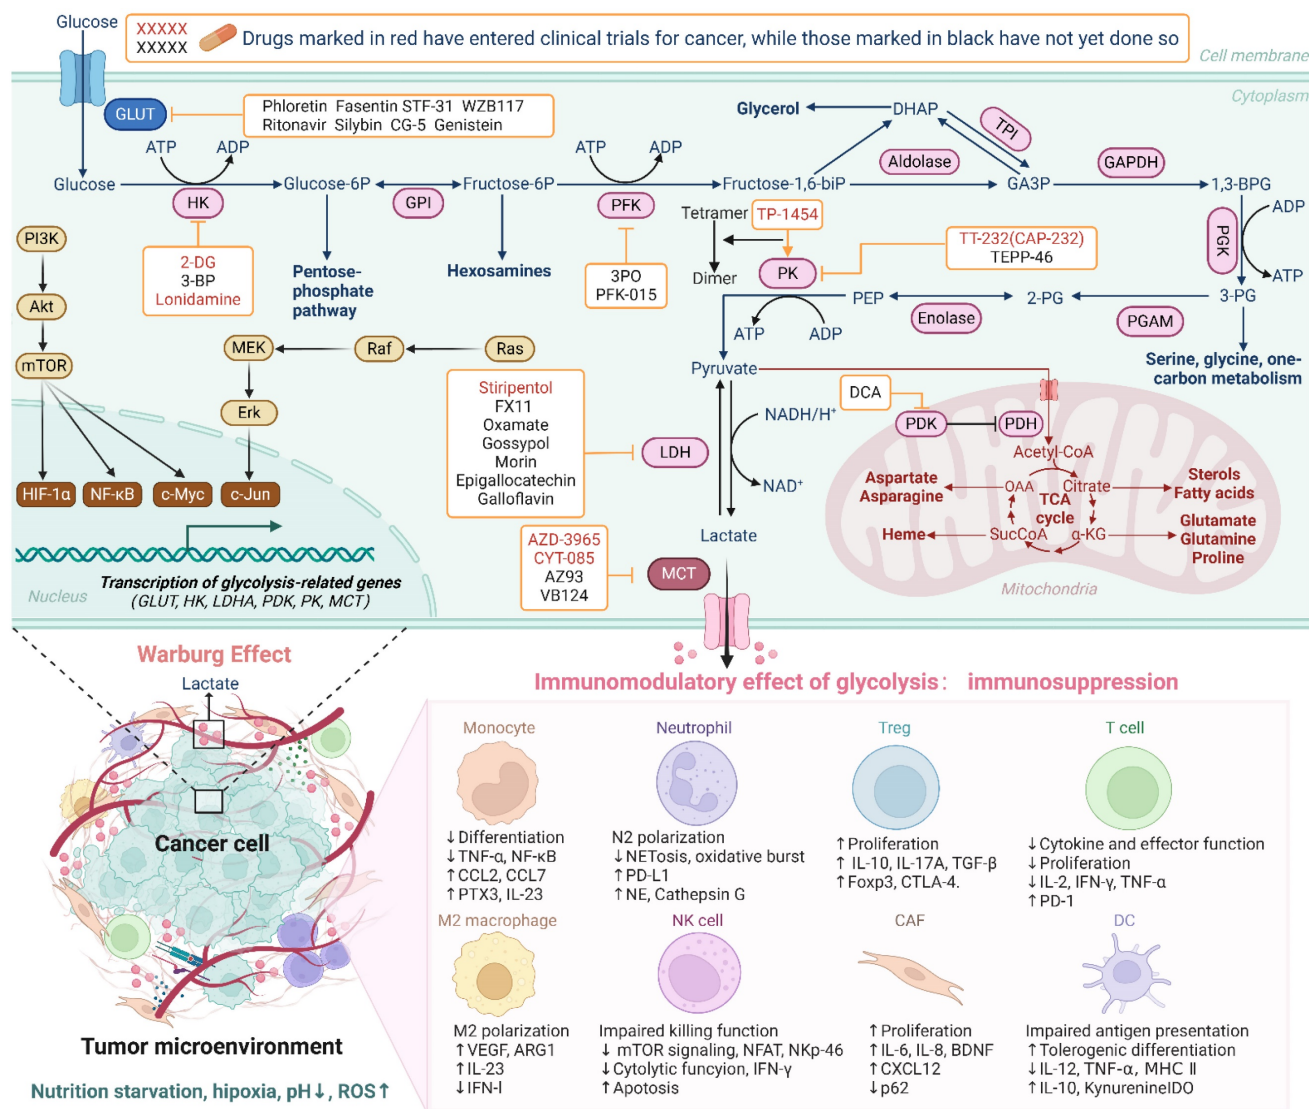 Glucose
XXXXX
XXXXX
Drugs marked in red have entered clinical trials for cancer, while those marked in black have not yet done so
Cell membrane
Cytoplasm
GLUT
Phloretin Fasentin STF-31 WZB117
Ritonavir Silybin CG-5 Genistein
Glycerol
DHAP
TPI
ATP
ADP
ATP
ADP
Aldolase
GAPDH
Glucose
Glucose-6P
Fructose-6P
Fructose-1,6-biP
GA3P
1,3-BPG
HK
GPI
PFK
Tetramer
TP-1454
Dimer
PK
TT-232(CAP-232)
TEPP-46
ADP
PGK
ATP
PI3K
Akt
mTOR
2-DG
3-BP
Lonidamine
Pentose-
phosphate
pathway
Hexosamines
3PO
PFK-015
PEP
Enolase
2-PG
PGAM
3-PG
ATP
ADP
MEK
Raf
Ras
Erk
Pyruvate
Serine, glycine, one-
carbon metabolism
Stiripentol
FX11
Oxamate
Gossypol
Morin
Epigallocatechin
Galloflavin
LDH
NADH/H⁺
NAD⁺
DCA
PDK
PDH
Acetyl-CoA
Aspartate
Asparagine
OAA
Citrate
Sterols
Fatty acids
TCA
cycle
Heme
SucCoA
α-KG
Glutamate
Glutamine
Proline
Mitochondria
HIF-1α
NF-κB
c-Myc
c-Jun
Lactate
AZD-3965
CYT-085
AZ93
VB124
MCT
Transcription of glycolysis-related genes
(GLUT, HK, LDHA, PDK, PK, MCT)
Nucleus
Warburg Effect
Lactate
Cancer cell
Tumor microenvironment
Nutrition starvation, hipoxia, pH↓, ROS↑
Immunomodulatory effect of glycolysis: immunosuppression
Monocyte
↓Differentiation
↓TNF-α, NF-κB
↑CCL2, CCL7
↑PTX3, IL-23
Neutrophil
N2 polarization
↓NETosis, oxidative burst
↑PD-L1
↑NE, Cathepsin G
Treg
↑Proliferation
↑ IL-10, IL-17A, TGF-β
↑Foxp3, CTLA-4.
T cell
↓Cytokine and effector function
↓Proliferation
↓IL-2, IFN-γ, TNF-α
↑PD-1
M2 macrophage
M2 polarization
↑VEGF, ARG1
↑IL-23
↓IFN-Ⅰ
NK cell
Impaired killing function
↓ mTOR signaling, NFAT, NKp-46
↓Cytolytic funcyion, IFN-γ
↑Apotosis
CAF
↑Proliferation
↑IL-6, IL-8, BDNF
↑CXCL12
↓p62
DC
Impaired antigen presentation
↑Tolerogenic differentiation
↓IL-12, TNF-α, MHC Ⅱ
↑IL-10, KynurenineIDO